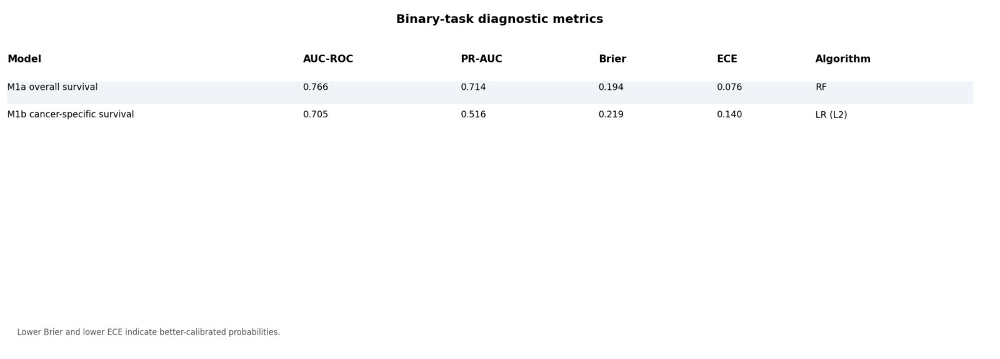 Binary-task diagnostic metrics
Model AUC-ROC PR-AUC Brier ECE Algorithm
M1a overall survival 0.766 0.714 0.194 0.076 RF
M1b cancer-specific survival 0.705 0.516 0.219 0.140 LR (L2)
Lower Brier and lower ECE indicate better-calibrated probabilities.